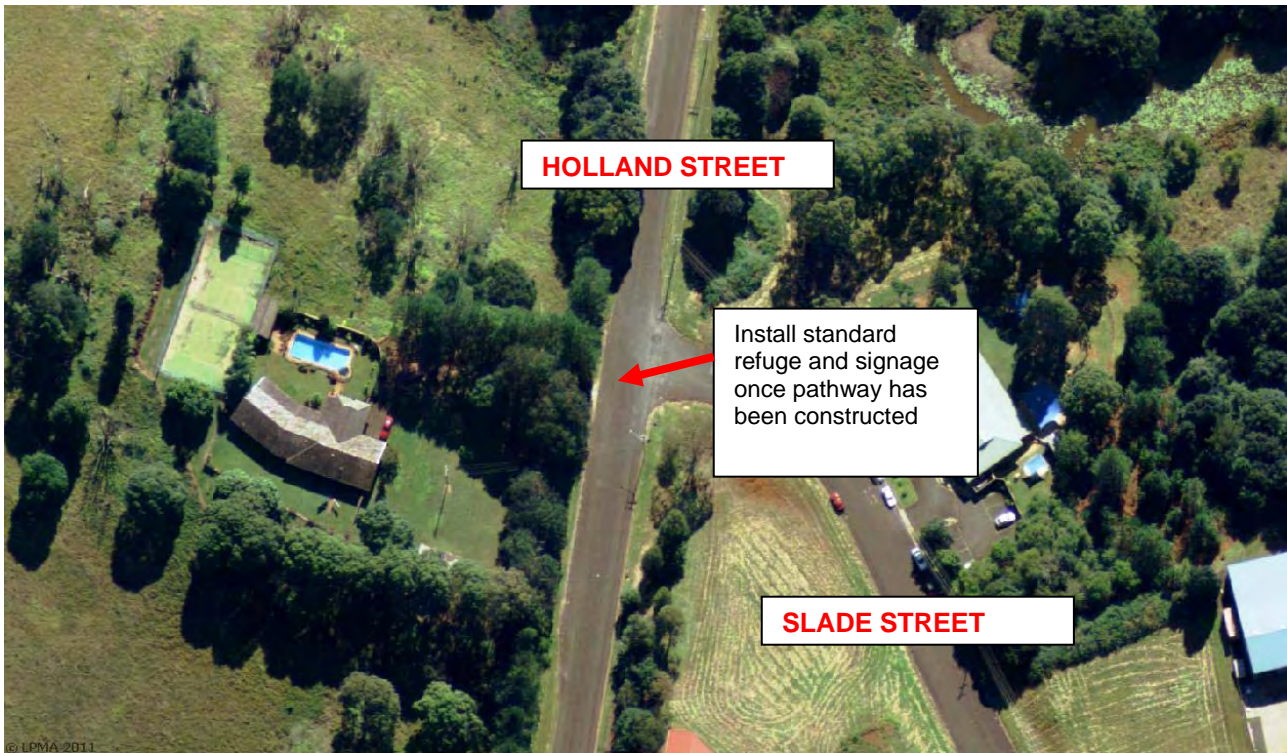 HOLLAND STREET
Install standard
refuge and signage
once pathway has
been constructed
SLADE STREET
© LPMA 2011